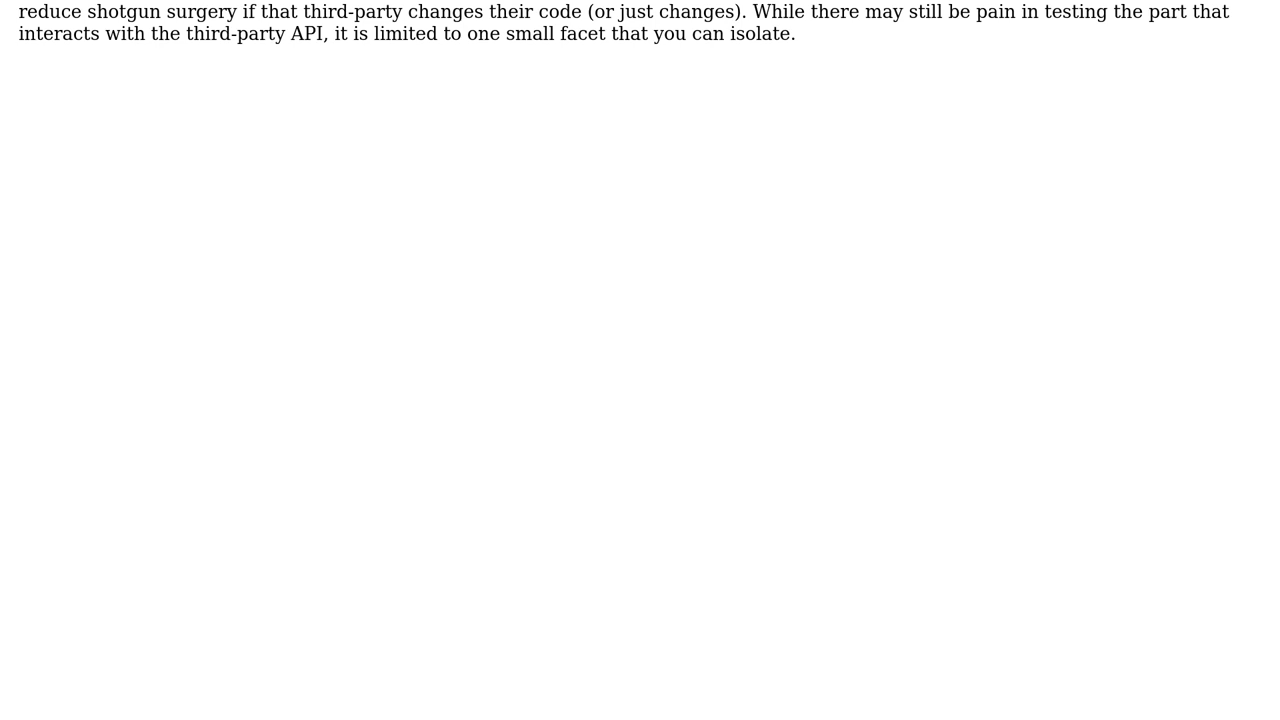 reduce shotgun surgery if that third-party changes their code (or just changes). While there may still be pain in testing the part that
interacts with the third-party API, it is limited to one small facet that you can isolate.